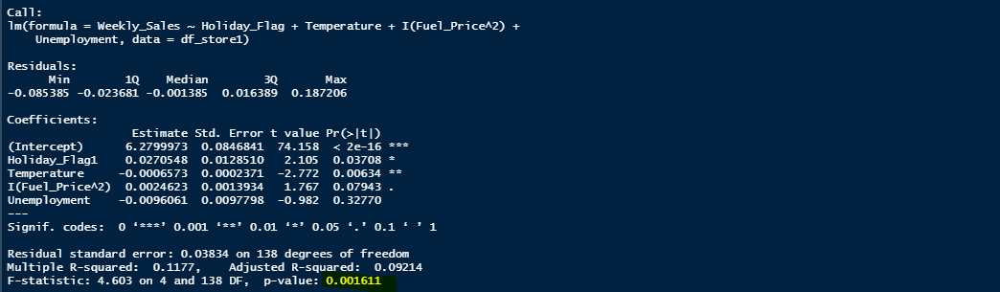 Call:
lm(formula = Weekly_Sales ~ Holiday_Flag + Temperature + I(Fuel_Price^2) +
    Unemployment, data = df_store1)
Residuals:
      Min        1Q    Median        3Q       Max
-0.085385 -0.023681 -0.001385  0.016389  0.187206
Coefficients:
                  Estimate Std. Error t value Pr(>|t|)
(Intercept)      6.2799973  0.0846841  74.158  < 2e-16 ***
Holiday_Flag1    0.0270548  0.0128510   2.105  0.03708 *
Temperature     -0.0006573  0.0002371  -2.772  0.00634 **
I(Fuel_Price^2)  0.0024623  0.0013934   1.767  0.07943 .
Unemployment    -0.0096061  0.0097798  -0.982  0.32770
---
Signif. codes:  0 ‘***’ 0.001 ‘**’ 0.01 ‘*’ 0.05 ‘.’ 0.1 ‘ ’ 1
Residual standard error: 0.03834 on 138 degrees of freedom
Multiple R-squared:  0.1177,    Adjusted R-squared:  0.09214
F-statistic: 4.603 on 4 and 138 DF,  p-value: 0.001611